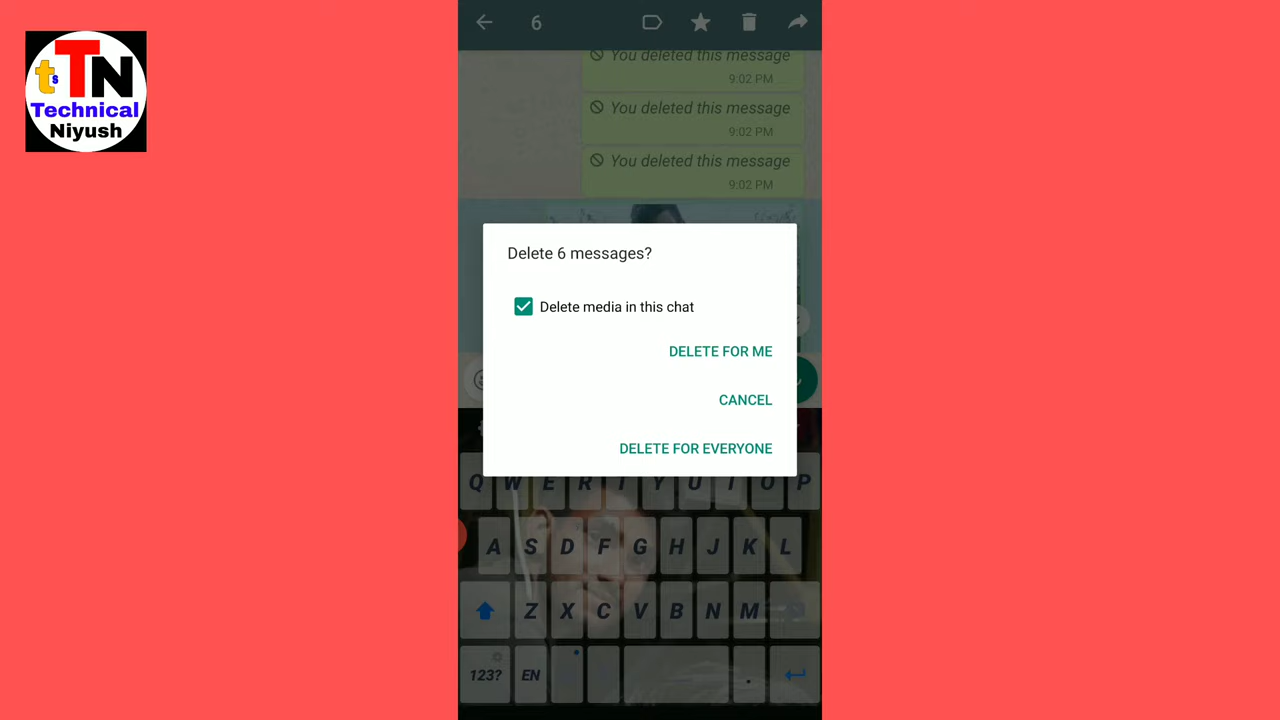 6
You deleted this message
9:02 PM
You deleted this message
9:02 PM
You deleted this message
9:02 PM
ts TN
Technical
Niyush
Delete 6 messages?
Delete media in this chat
DELETE FOR ME
CANCEL
DELETE FOR EVERYONE
Q W E R T Y U I O P
A S D F G H J K L
Z X C V B N M
123? EN .